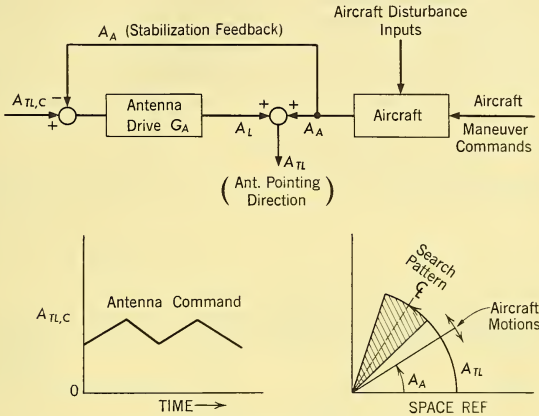 A_A (Stabilization Feedback)
Aircraft Disturbance
Inputs
A_TL,C
−
+
Antenna
Drive G_A
A_L
+
+
A_A
Aircraft
Aircraft
Maneuver
Commands
A_TL
(Ant. Pointing
Direction)
Antenna Command
A_TL,C
0
TIME→
Search
Pattern
℄
Aircraft
Motions
A_A
A_TL
SPACE REF